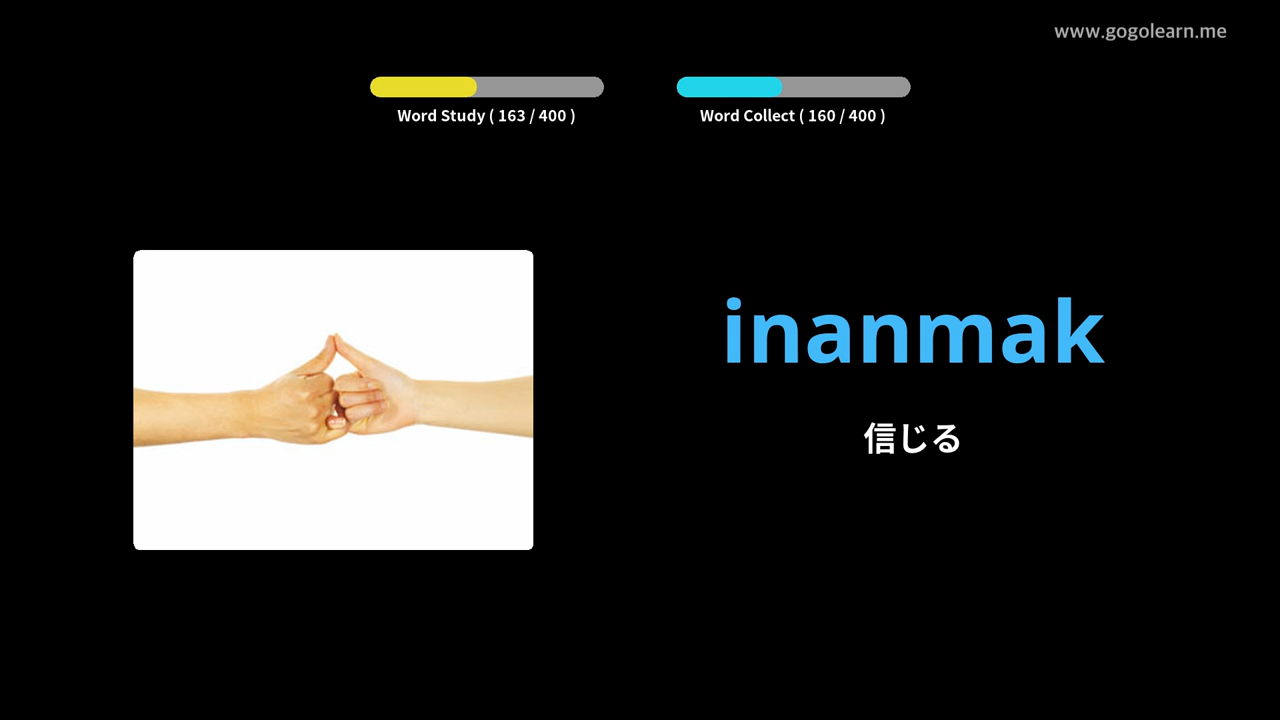 www.gogolearn.me
Word Study ( 163 / 400 )
Word Collect ( 160 / 400 )
inanmak
信じる